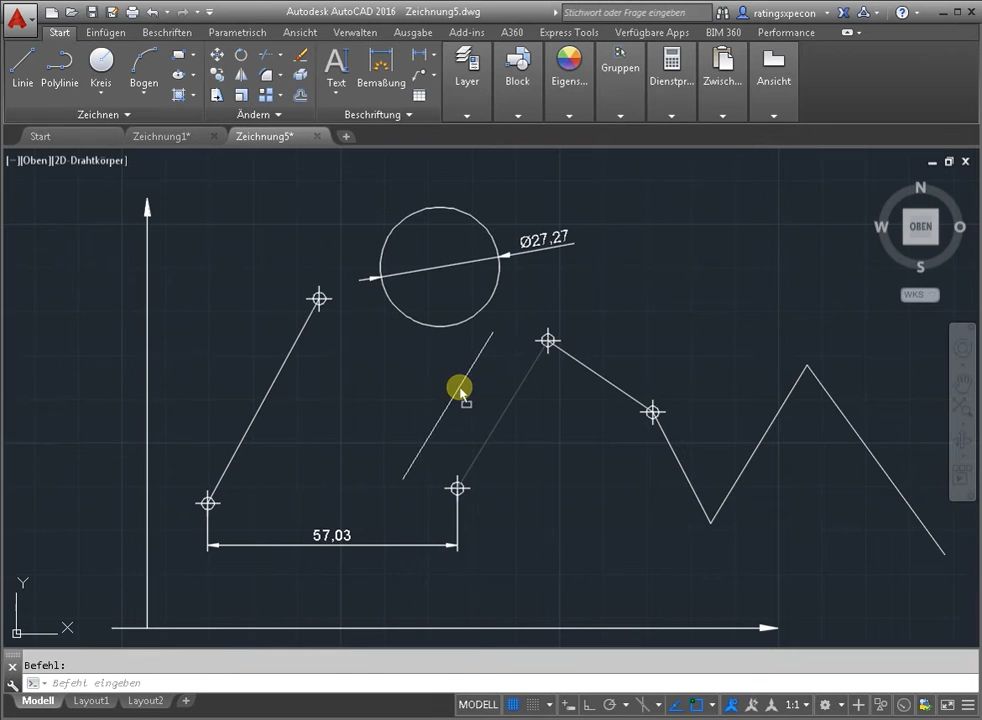 Autodesk AutoCAD 2016 Zeichnung5.dwg
Stichwort oder Frage eingeben
ratingsxpecon
Start Einfügen Beschriften Parametrisch Ansicht Verwalten Ausgabe Add-ins A360 Express Tools Verfügbare Apps BIM 360 Performance
Linie Polylinie Kreis Bogen
Text Bemaßung
Layer Block Eigens... Gruppen Dienstpr... Zwisch... Ansicht
Zeichnen Ändern Beschriftung
Start Zeichnung1* Zeichnung5*
[−][Oben][2D-Drahtkörper]
N
W OBEN O
S
WKS
Ø27,27
57,03
Y
X
Befehl:
Befehl eingeben
Modell Layout1 Layout2
MODELL 1:1